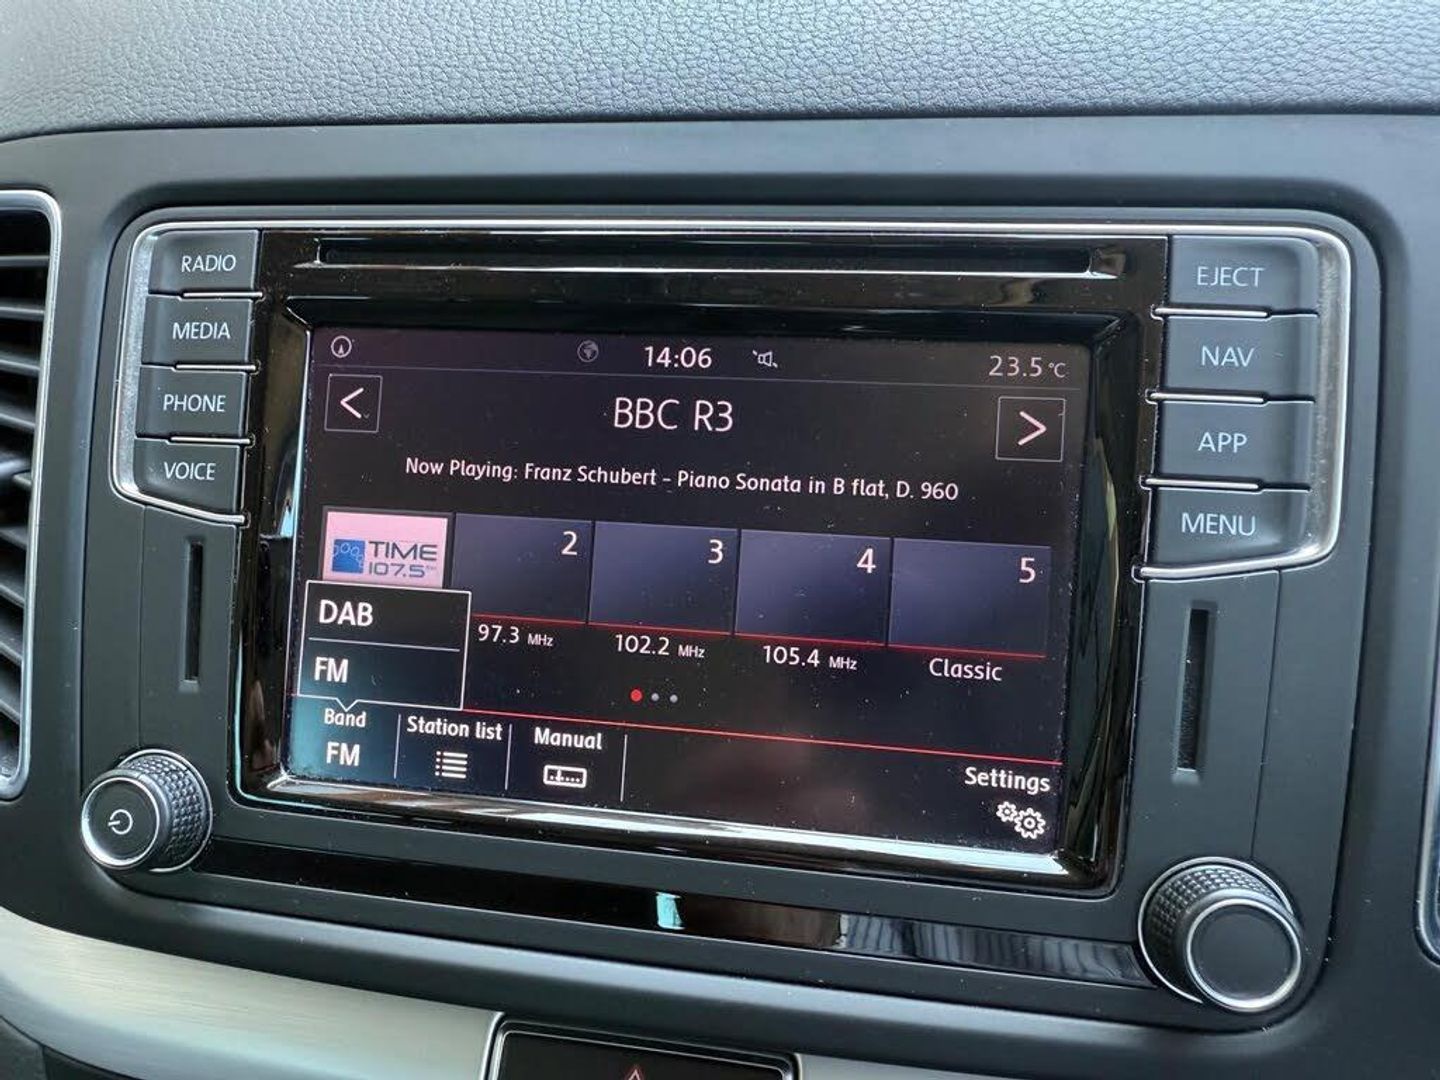 RADIO
MEDIA
PHONE
VOICE
EJECT
NAV
APP
MENU
14:06
23.5°C
<
BBC R3
>
Now Playing: Franz Schubert - Piano Sonata in B flat, D. 960
TIME
107.5
2
3
4
5
97.3 MHz
102.2 MHz
105.4 MHz
Classic
DAB
FM
Band
FM
Station list
Manual
Settings